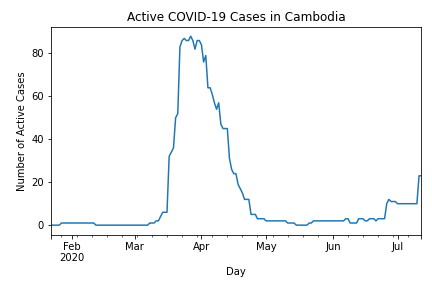 Active COVID-19 Cases in Cambodia
Number of Active Cases
80
60
40
20
0
Feb
2020
Mar
Apr
May
Jun
Jul
Day